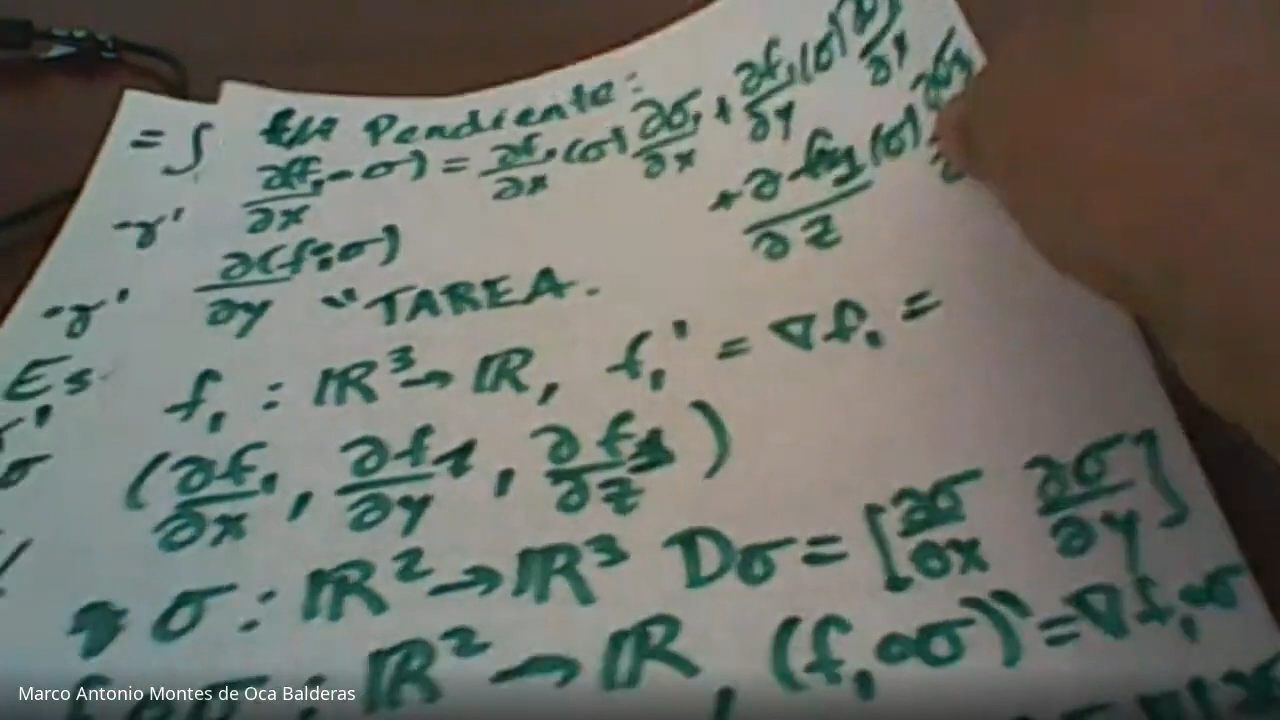 = ∫ Pendiente:
∂(f₁∘σ)/∂x = ∂f₁/∂x (σ) ∂σ₁/∂x + ∂f₁/∂y (σ)
+ ∂f₁/∂z (σ)
"γ'
∂(f₁∘σ)/∂y "TAREA.
"γ'
Es f₁ : ℝ³ → ℝ, f₁' = ∇f₁ =
(∂f₁/∂x, ∂f₁/∂y, ∂f₁/∂z)
σ : ℝ² → ℝ³ Dσ = [∂σ/∂x ∂σ/∂y]
: ℝ² → ℝ, (f₁∘σ)' = ∇f₁∘σ
Marco Antonio Montes de Oca Balderas